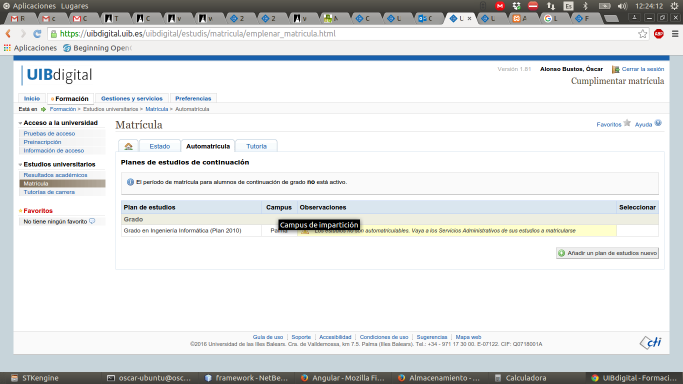 Aplicaciones Lugares
Es
12:24:12
https://uibdigital.uib.es/uibdigital/estudis/matricula/emplenar_matricula.html
Aplicaciones Beginning Open
UIBdigital
Versión 1.81 Alonso Bustos, Óscar Cerrar la sesión
Cumplimentar matrícula
Inicio Formación Gestiones y servicios Preferencias
Está en Formación > Estudios universitarios > Matrícula > Automatrícula
Acceso a la universidad
Pruebas de acceso
Preinscripción
Información de acceso
Estudios universitarios
Resultados académicos
Matrícula
Tutorías de carrera
Favoritos
No tiene ningún favorito
Matrícula
Favoritos Ayuda
Estado Automatrícula Tutoría
Planes de estudios de continuación
El período de matrícula para alumnos de continuación de grado no está activo.
Plan de estudios Campus Observaciones Seleccionar
Grado
Campus de impartición
Grado en Ingeniería Informática (Plan 2010) automatriculables. Vaya a los Servicios Administrativos de sus estudios a matricularse
Añadir un plan de estudios nuevo
Guía de uso | Soporte | Accesibilidad | Condiciones de uso | Sugerencias | Mapa web
©2016 Universidad de las Illes Balears. Cra. de Valldemossa, km 7.5. Palma (Illes Balears). Tel.: +34 - 971 17 30 00. E-07122. CIF: Q0718001A
cti
STKengine oscar-ubuntu@osc... framework - NetBe... Angular - Mozilla Fi... Almacenamiento - ... Calculadora UIBdigital - Formaci...